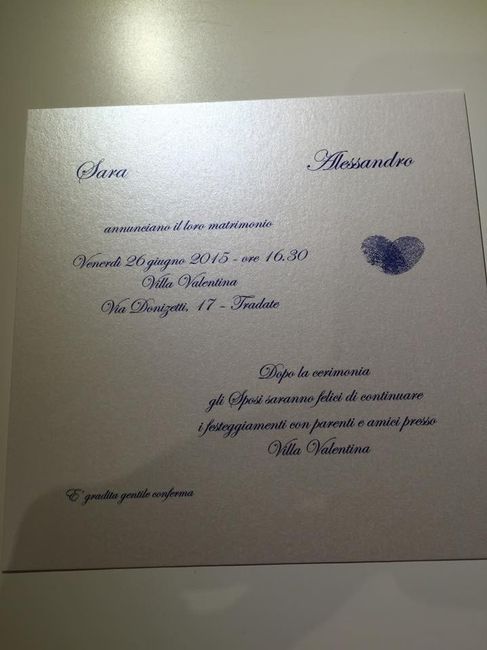 Sara
Alessandro
annunciano il loro matrimonio
Venerdì 26 giugno 2015 - ore 16.30
Villa Valentina
Via Donizetti, 17 - Tradate
Dopo la cerimonia
gli Sposi saranno felici di continuare
i festeggiamenti con parenti e amici presso
Villa Valentina
E' gradita gentile conferma